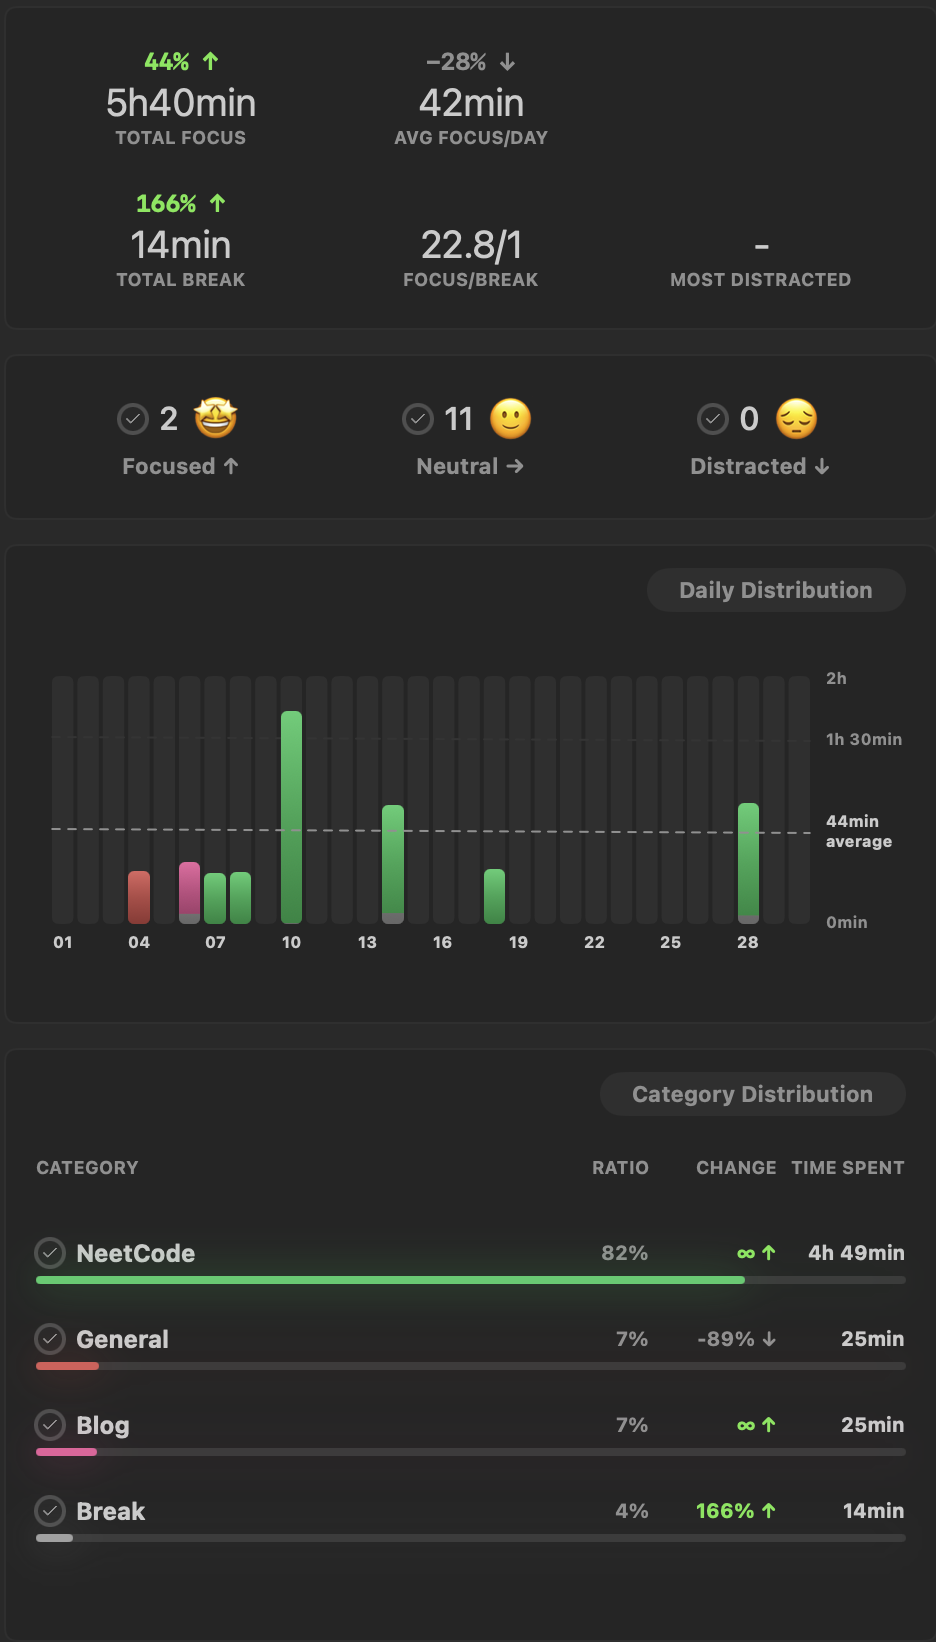 44% ↑ –28% ↓
5h40min 42min
TOTAL FOCUS AVG FOCUS/DAY
166% ↑
14min 22.8/1 -
TOTAL BREAK FOCUS/BREAK MOST DISTRACTED
2 🤩 11 🙂 0 😔
Focused ↑ Neutral → Distracted ↓
Daily Distribution
2h
1h 30min
44min
average
0min
01 04 07 10 13 16 19 22 25 28
Category Distribution
CATEGORY RATIO CHANGE TIME SPENT
NeetCode 82% ∞ ↑ 4h 49min
General 7% -89% ↓ 25min
Blog 7% ∞ ↑ 25min
Break 4% 166% ↑ 14min